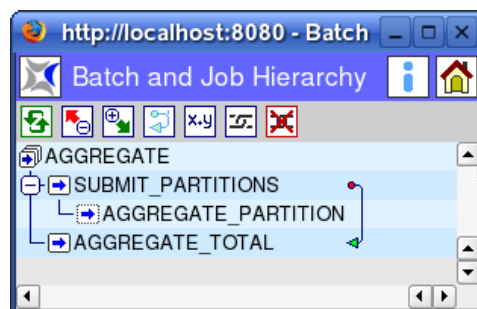 http://localhost:8080 - Batch
Batch and Job Hierarchy
x+y
AGGREGATE
SUBMIT_PARTITIONS
AGGREGATE_PARTITION
AGGREGATE_TOTAL